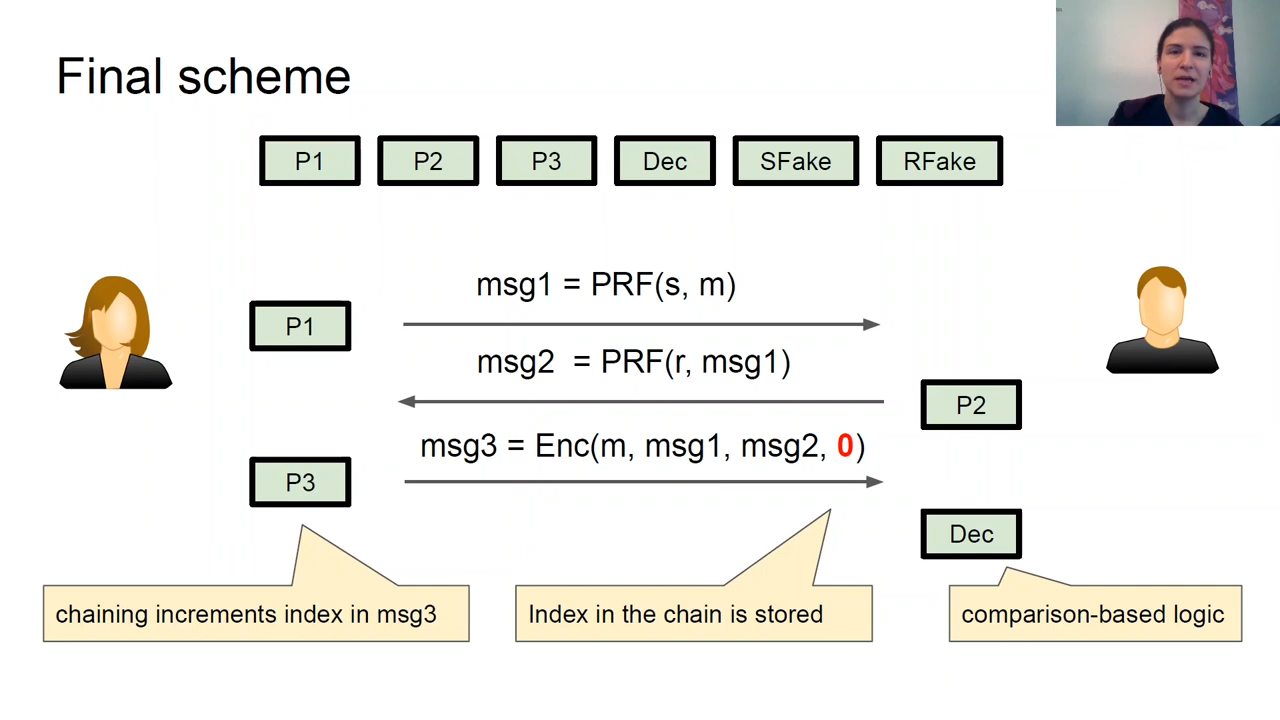 Final scheme
P1 P2 P3 Dec SFake RFake
msg1 = PRF(s, m)
P1
msg2 = PRF(r, msg1)
P2
msg3 = Enc(m, msg1, msg2, 0)
P3
Dec
chaining increments index in msg3
Index in the chain is stored
comparison-based logic